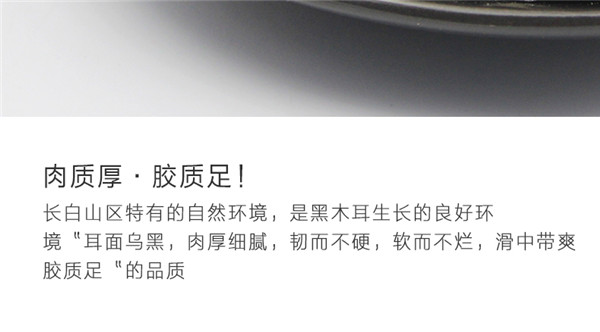 肉质厚·胶质足！
长白山区特有的自然环境，是黑木耳生长的良好环
境〝耳面乌黑，肉厚细腻，韧而不硬，软而不烂，滑中带爽
胶质足〝的品质